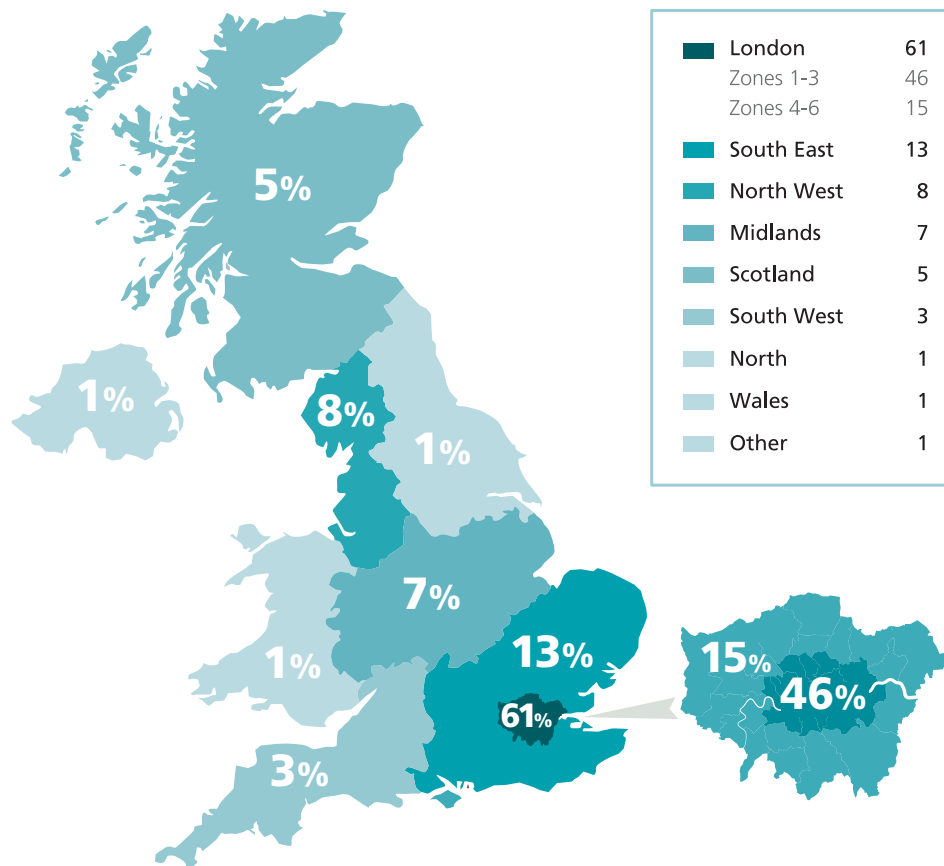 London 61
Zones 1-3 46
Zones 4-6 15
South East 13
North West 8
Midlands 7
Scotland 5
South West 3
North 1
Wales 1
Other 1
5%
1%
8%
1%
7%
13%
1%
61%
3%
15%
46%